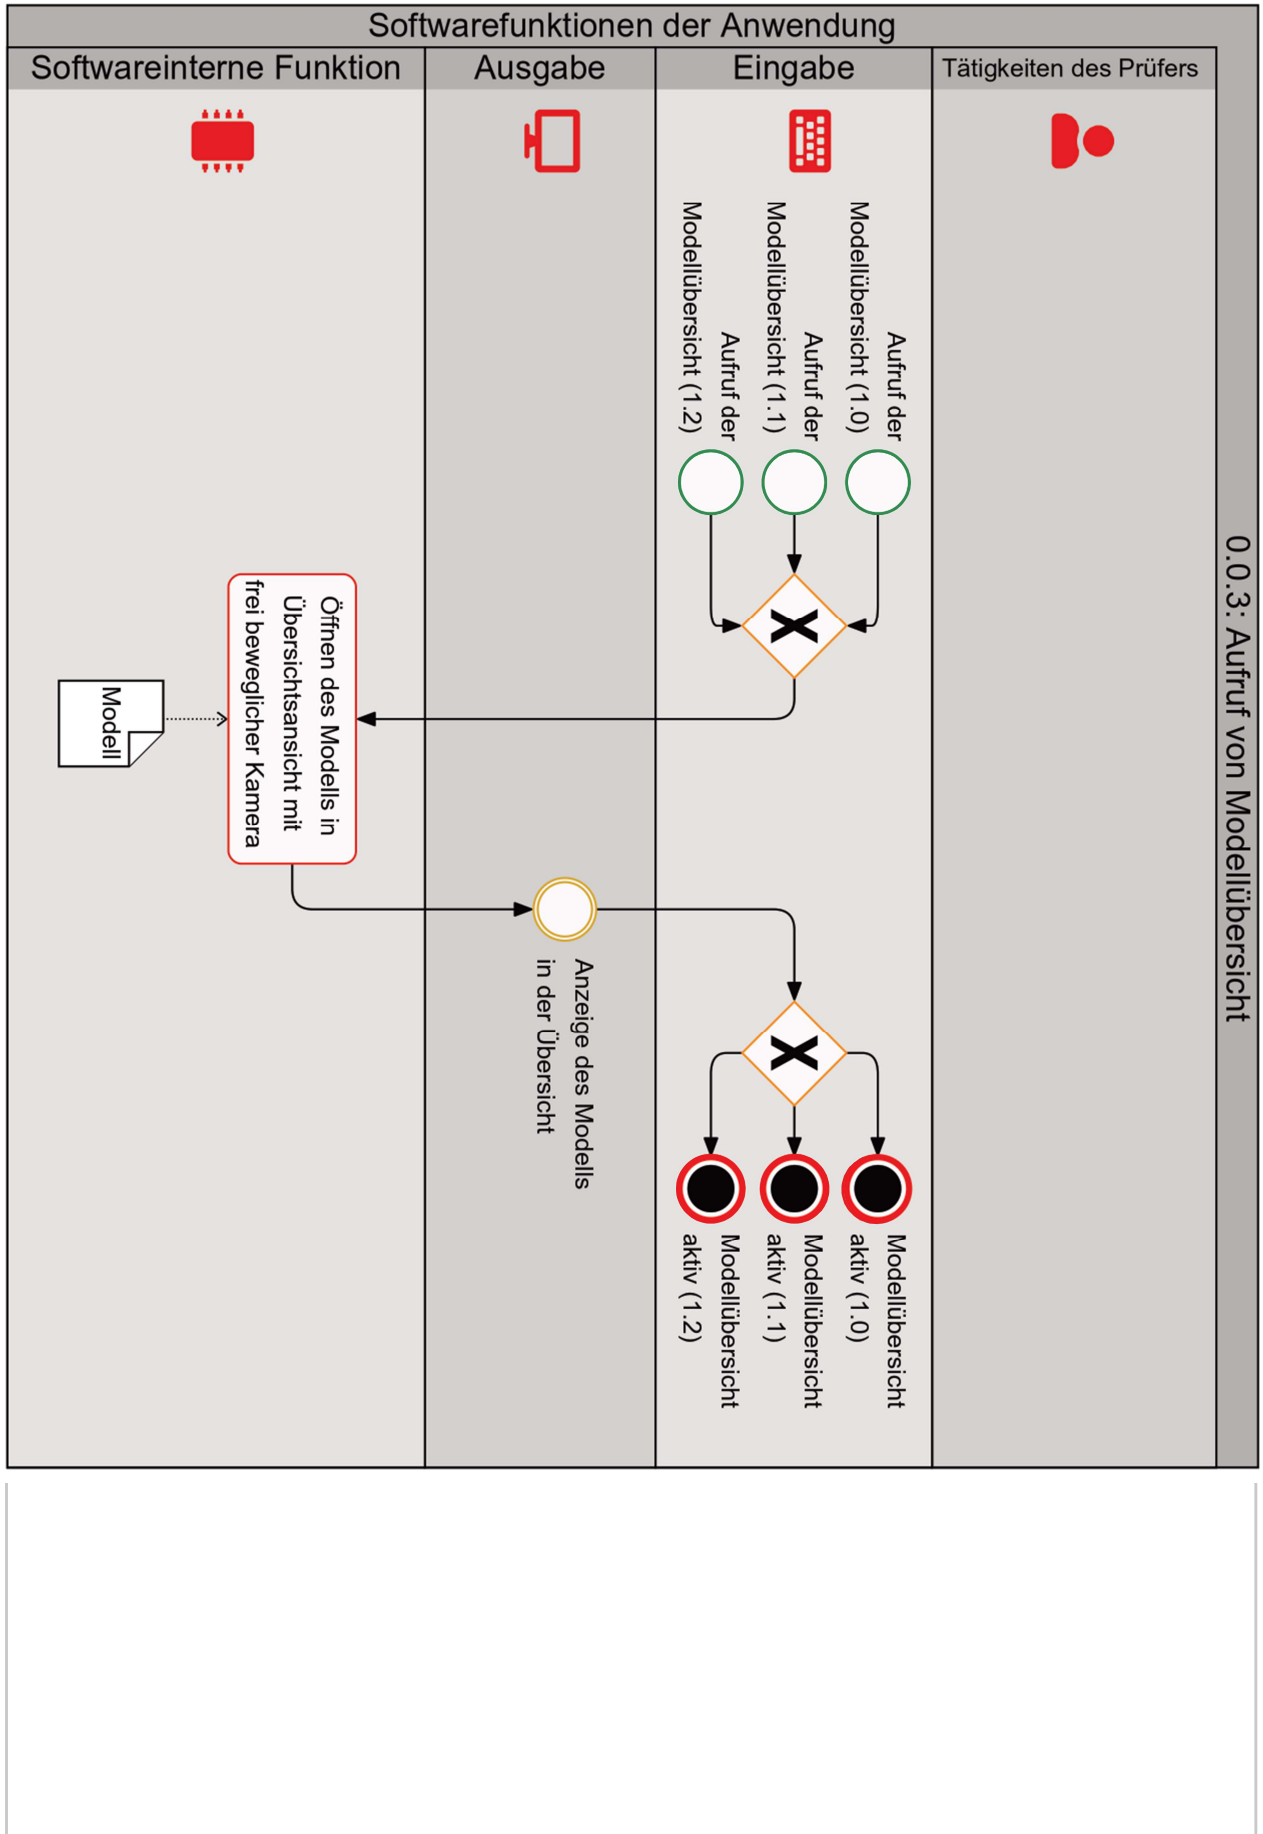 0.0.3: Aufruf von Modellübersicht
Softwarefunktionen der Anwendung
Softwareinterne Funktion
Ausgabe
Eingabe
Tätigkeiten des Prüfers
Aufruf der
Modellübersicht (1.0)
Aufruf der
Modellübersicht (1.1)
Aufruf der
Modellübersicht (1.2)
X
Öffnen des Modells in
Übersichtsansicht mit
frei beweglicher Kamera
Modell
Anzeige des Modells
in der Übersicht
X
Modellübersicht
aktiv (1.0)
Modellübersicht
aktiv (1.1)
Modellübersicht
aktiv (1.2)